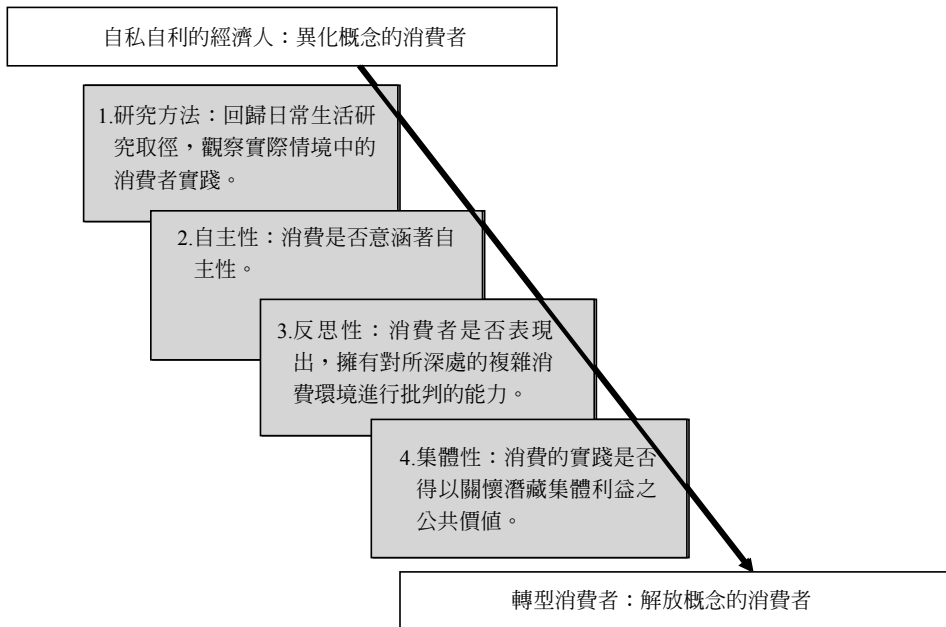 自私自利的經濟人：異化概念的消費者
1.研究方法：回歸日常生活研
究取徑，觀察實際情境中的
消費者實踐。
2.自主性：消費是否意涵著自
主性。
3.反思性：消費者是否表現
出，擁有對所深處的複雜消
費環境進行批判的能力。
4.集體性：消費的實踐是否
得以關懷潛藏集體利益之
公共價值。
轉型消費者：解放概念的消費者